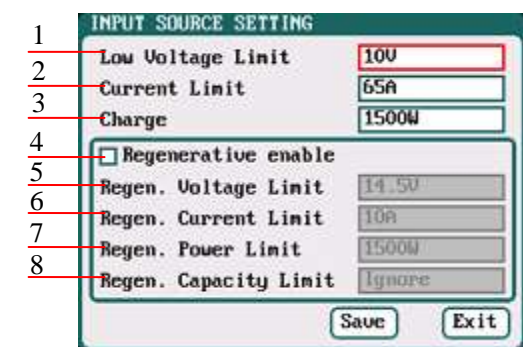 INPUT SOURCE SETTING
1 Low Voltage Limit 10V
2 Current Limit 65A
3 Charge 1500W
4 Regenerative enable
5 Regen. Voltage Limit 14.5V
6 Regen. Current Limit 10A
7 Regen. Power Limit 1500W
8 Regen. Capacity Limit Ignore
Save Exit